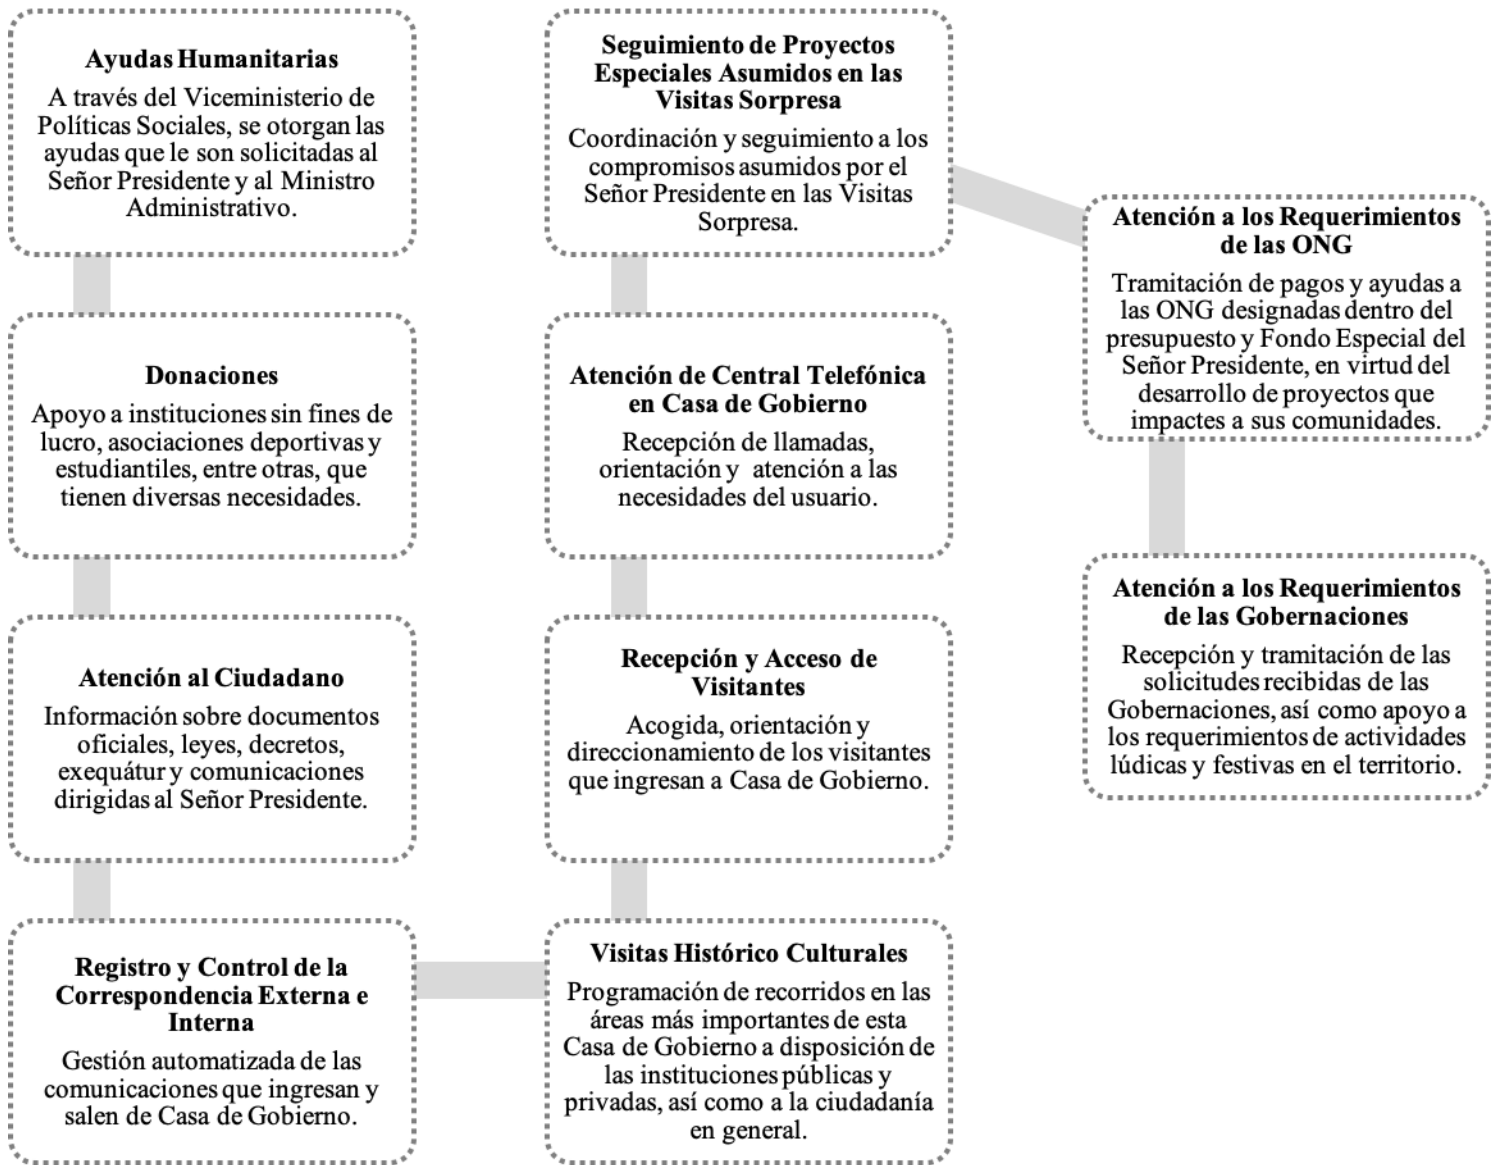 Ayudas Humanitarias
A través del Viceministerio de
Políticas Sociales, se otorgan las
ayudas que le son solicitadas al
Señor Presidente y al Ministro
Administrativo.
Donaciones
Apoyo a instituciones sin fines de
lucro, asociaciones deportivas y
estudiantiles, entre otras, que
tienen diversas necesidades.
Atención al Ciudadano
Información sobre documentos
oficiales, leyes, decretos,
exequátur y comunicaciones
dirigidas al Señor Presidente.
Registro y Control de la
Correspondencia Externa e
Interna
Gestión automatizada de las
comunicaciones que ingresan y
salen de Casa de Gobierno.
Visitas Histórico Culturales
Programación de recorridos en las
áreas más importantes de esta
Casa de Gobierno a disposición de
las instituciones públicas y
privadas, así como a la ciudadanía
en general.
Recepción y Acceso de
Visitantes
Acogida, orientación y
direccionamiento de los visitantes
que ingresan a Casa de Gobierno.
Atención de Central Telefónica
en Casa de Gobierno
Recepción de llamadas,
orientación y atención a las
necesidades del usuario.
Seguimiento de Proyectos
Especiales Asumidos en las
Visitas Sorpresa
Coordinación y seguimiento a los
compromisos asumidos por el
Señor Presidente en las Visitas
Sorpresa.
Atención a los Requerimientos
de las ONG
Tramitación de pagos y ayudas a
las ONG designadas dentro del
presupuesto y Fondo Especial del
Señor Presidente, en virtud del
desarrollo de proyectos que
impactes a sus comunidades.
Atención a los Requerimientos
de las Gobernaciones
Recepción y tramitación de las
solicitudes recibidas de las
Gobernaciones, así como apoyo a
los requerimientos de actividades
lúdicas y festivas en el territorio.